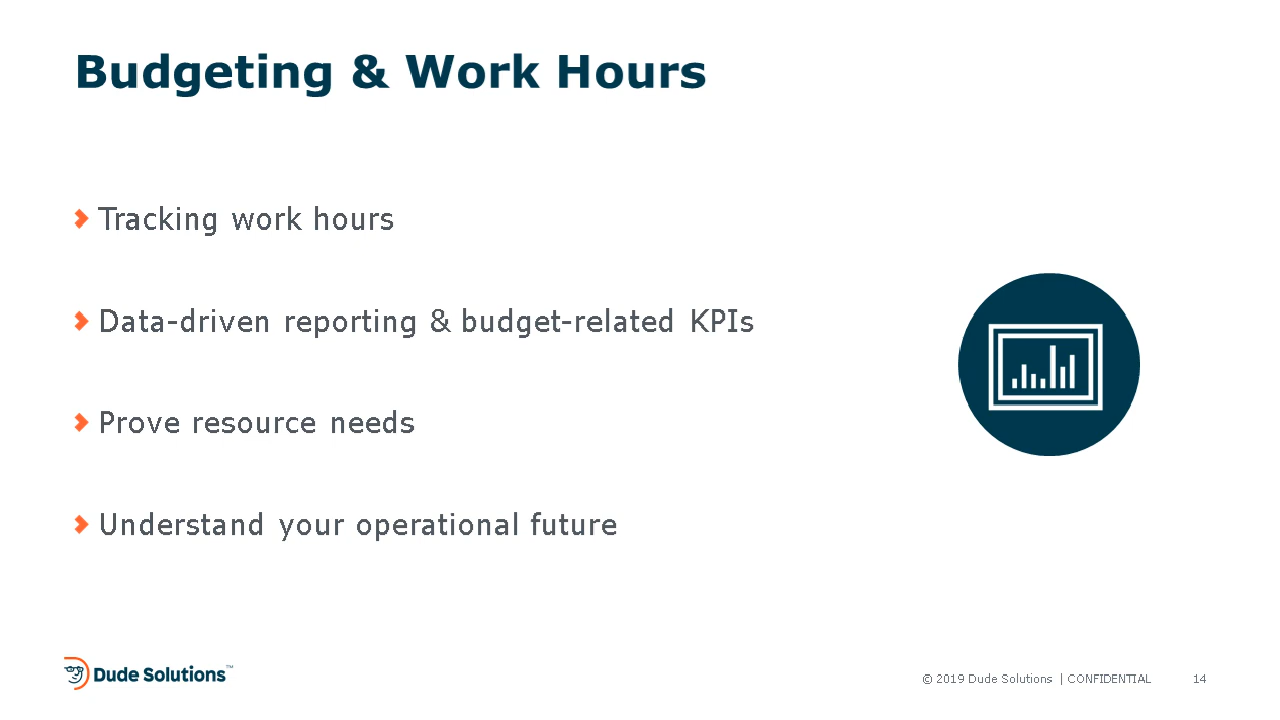 Budgeting & Work Hours
Tracking work hours
Data-driven reporting & budget-related KPIs
Prove resource needs
Understand your operational future
Dude Solutions™
© 2019 Dude Solutions | CONFIDENTIAL 14